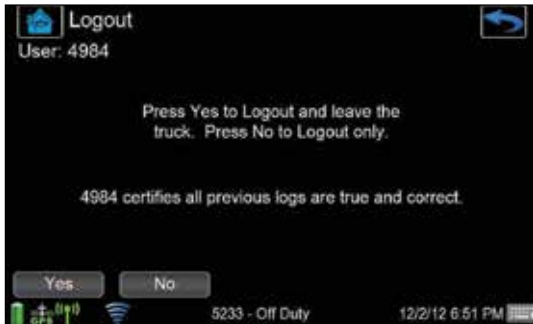 Logout
User: 4984
Press Yes to Logout and leave the
truck. Press No to Logout only.
4984 certifies all previous logs are true and correct.
Yes No
GPS 5233 - Off Duty 12/2/12 6:51 PM